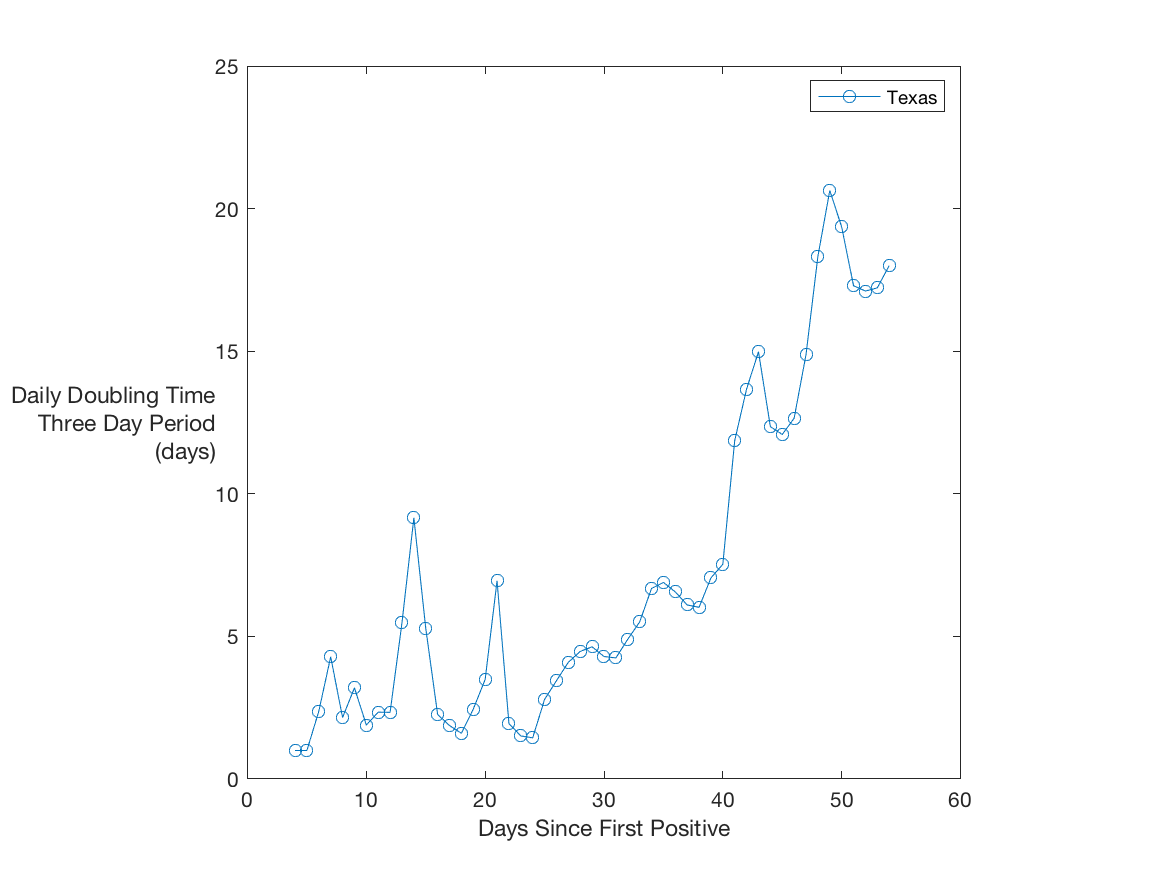 25
20
15
10
5
0
0 10 20 30 40 50 60
Texas
Daily Doubling Time
Three Day Period
(days)
Days Since First Positive